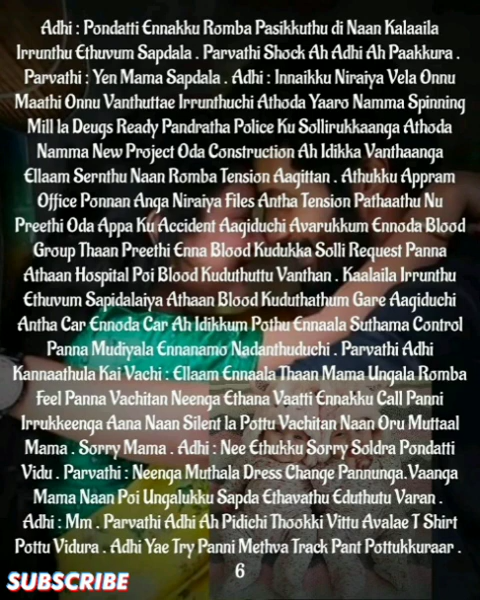 Adhi : Pondatti Ennakku Romba Pasikkuthu di Naan Kalaaila
Irrunthu Ethuvum Sapdala . Parvathi Shock Ah Adhi Ah Paakkura .
Parvathi : Yen Mama Sapdala . Adhi : Innaikku Niraiya Vela Onnu
Maathi Onnu Vanthuttae Irrunthuchi Athoda Yaaro Namma Spinning
Mill la Deugs Ready Pandratha Police Ku Sollirukkaanga Athoda
Namma New Project Oda Construction Ah Idikka Vanthaanga
Ellaam Sernthu Naan Romba Tension Aagittan . Athukku Appram
Office Ponnan Anga Niraiya Files Antha Tension Pathaathu Nu
Preethi Oda Appa Ku Accident Aagiduchi Avarukkum Ennoda Blood
Group Thaan Preethi Enna Blood Kudukka Solli Request Panna
Athaan Hospital Poi Blood Kuduthuttu Vanthan . Kaalaila Irrunthu
Ethuvum Sapidalaiya Athaan Blood Kuduthathum Gare Aagiduchi
Antha Car Ennoda Car Ah Idikkum Pothu Ennaala Suthama Control
Panna Mudiyala Ennanamo Nadanthuduchi . Parvathi Adhi
Kannaathula Kai Vachi : Ellaam Ennaala Thaan Mama Ungala Romba
Feel Panna Vachitan Neenga Ethana Vaatti Ennakku Call Panni
Irrukkeenga Aana Naan Silent la Pottu Vachitan Naan Oru Muttaal
Mama . Sorry Mama . Adhi : Nee Ethukku Sorry Soldra Pondatti
Vidu . Parvathi : Neenga Muthala Dress Change Pannunga.Vaanga
Mama Naan Poi Ungalukku Sapda Ethavathu Eduthutu Varan .
Adhi : Mm . Parvathi Adhi Ah Pidichi Thookki Vittu Avalae T Shirt
Pottu Vidura . Adhi Yae Try Panni Methva Track Pant Pottukkuraar .
6
SUBSCRIBE